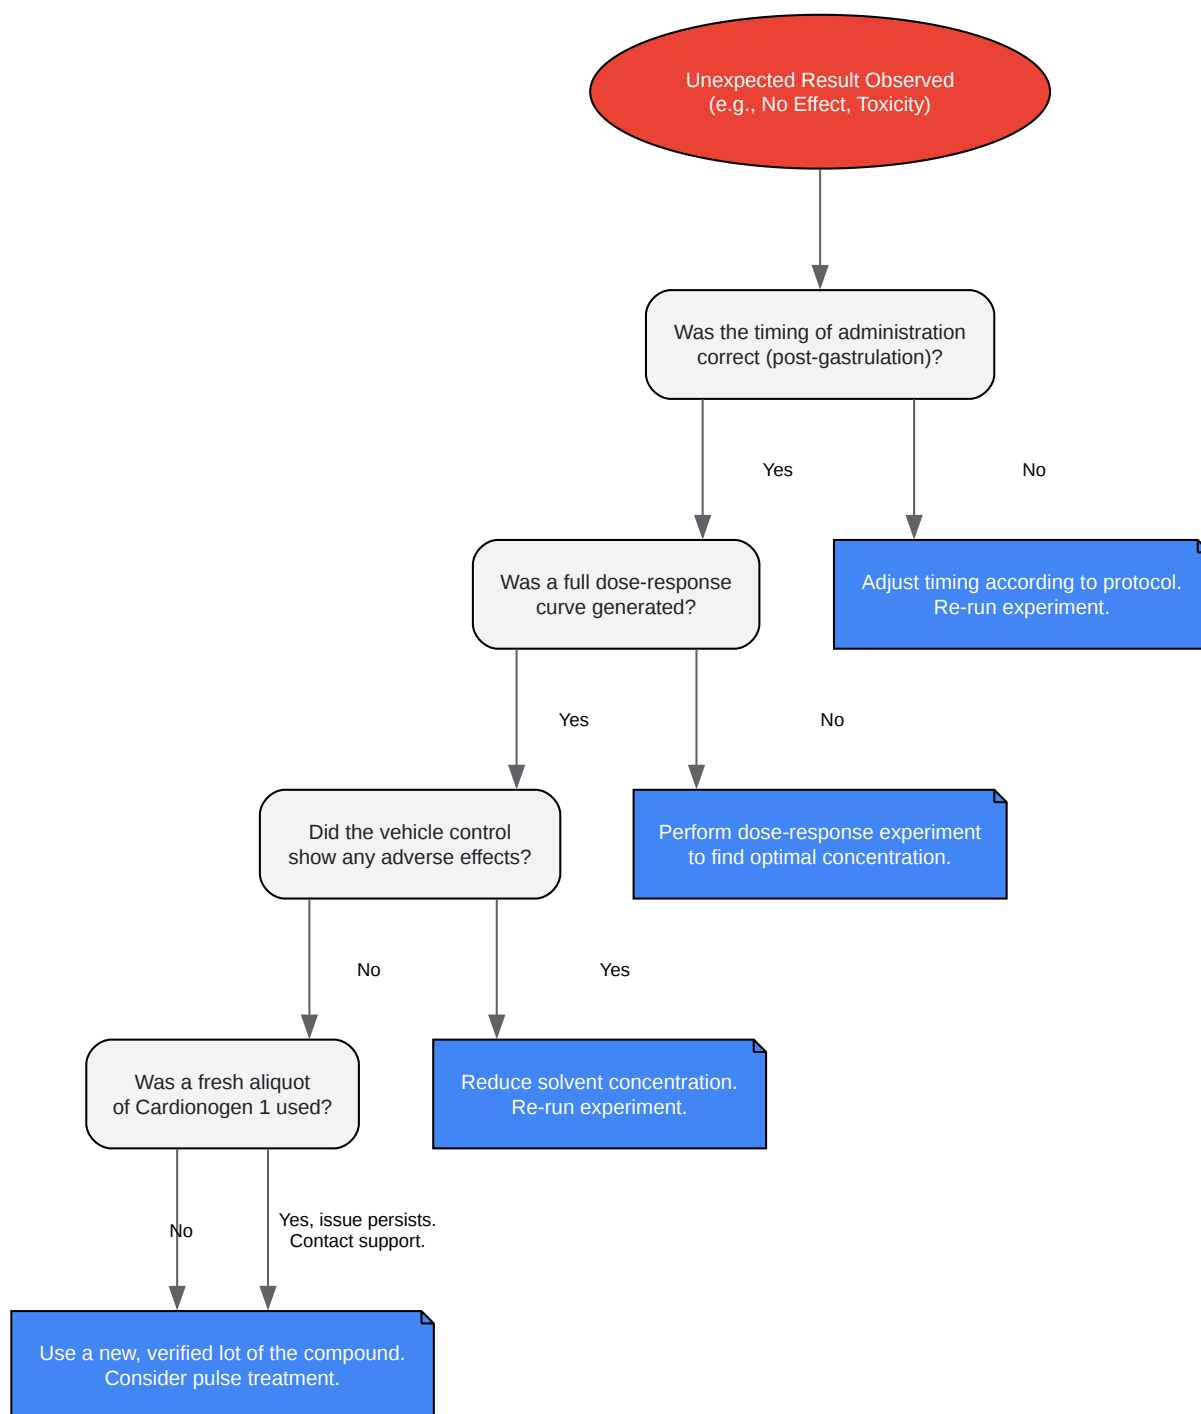 Unexpected Result Observed
(e.g., No Effect, Toxicity)
Was the timing of administration
correct (post-gastrulation)?
Yes
No
Was a full dose-response
curve generated?
Adjust timing according to protocol.
Re-run experiment.
Yes
No
Did the vehicle control
show any adverse effects?
Perform dose-response experiment
to find optimal concentration.
No
Yes
Was a fresh aliquot
of Cardionogen 1 used?
Reduce solvent concentration.
Re-run experiment.
No
Yes, issue persists.
Contact support.
Use a new, verified lot of the compound.
Consider pulse treatment.